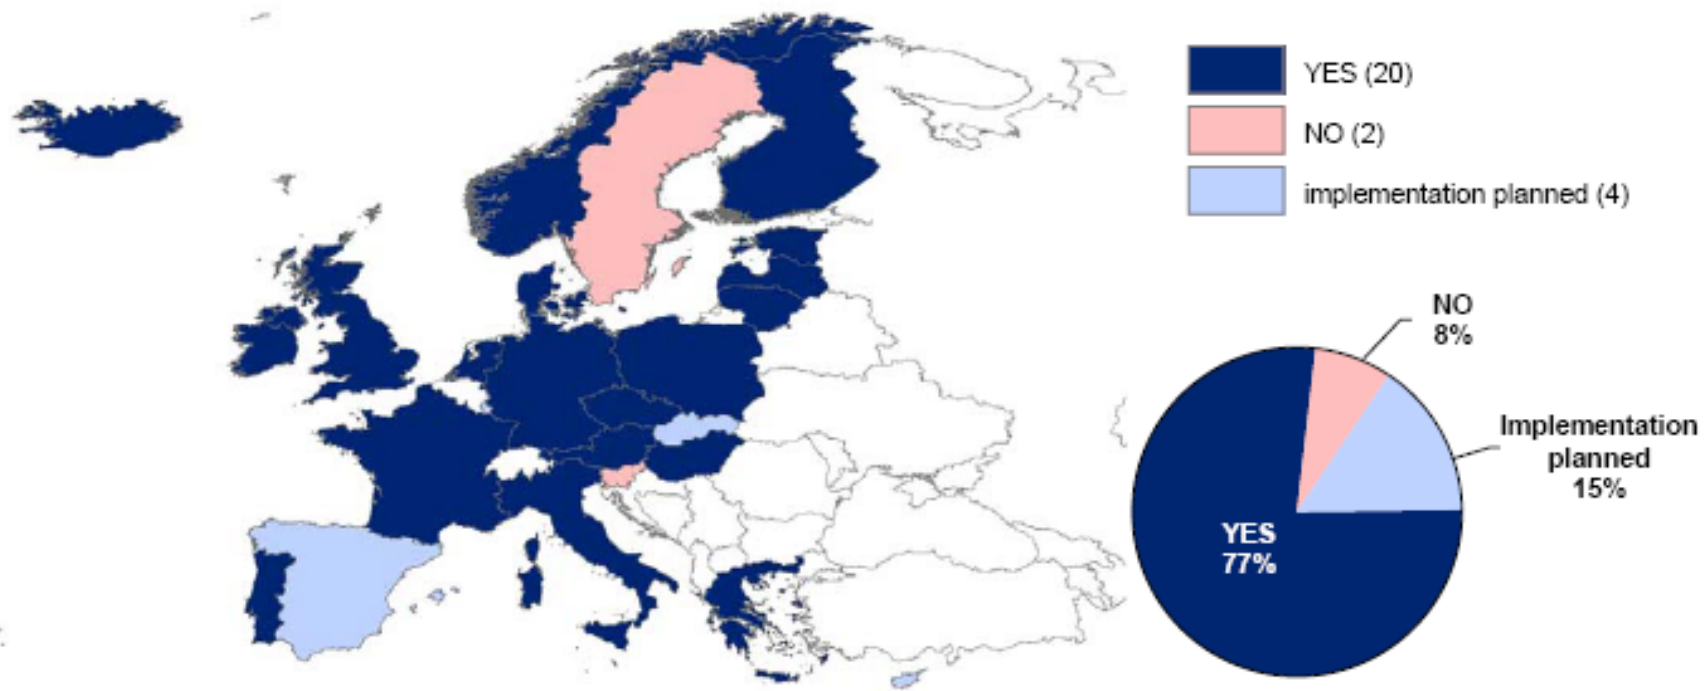 YES (20)
NO (2)
implementation planned (4)
NO
8%
Implementation
planned
15%
YES
77%